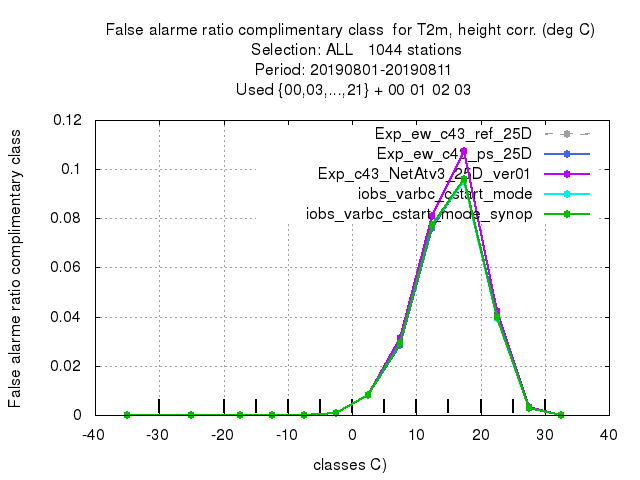 False alarme ratio complimentary class for T2m, height corr. (deg C)
Selection: ALL 1044 stations
Period: 20190801-20190811
Used {00,03,...,21} + 00 01 02 03
False alarme ratio complimentary class
0.12
0.1
0.08
0.06
0.04
0.02
0
Exp_ew_c43_ref_25D
Exp_ew_c43_ps_25D
Exp_c43_NetAtv3_25D_ver01
iobs_varbc_cstart_mode
iobs_varbc_cstart_mode_synop
-40 -30 -20 -10 0 10 20 30 40
classes C)